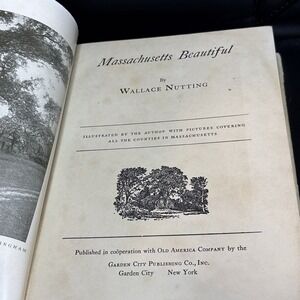 Massachusetts Beautiful
By
WALLACE NUTTING
ILLUSTRATED BY THE AUTHOR WITH PICTURES COVERING
ALL THE COUNTIES IN MASSACHUSETTS
Published in coöperation with OLD AMERICA COMPANY by the
GARDEN CITY PUBLISHING CO., INC.
Garden City New York